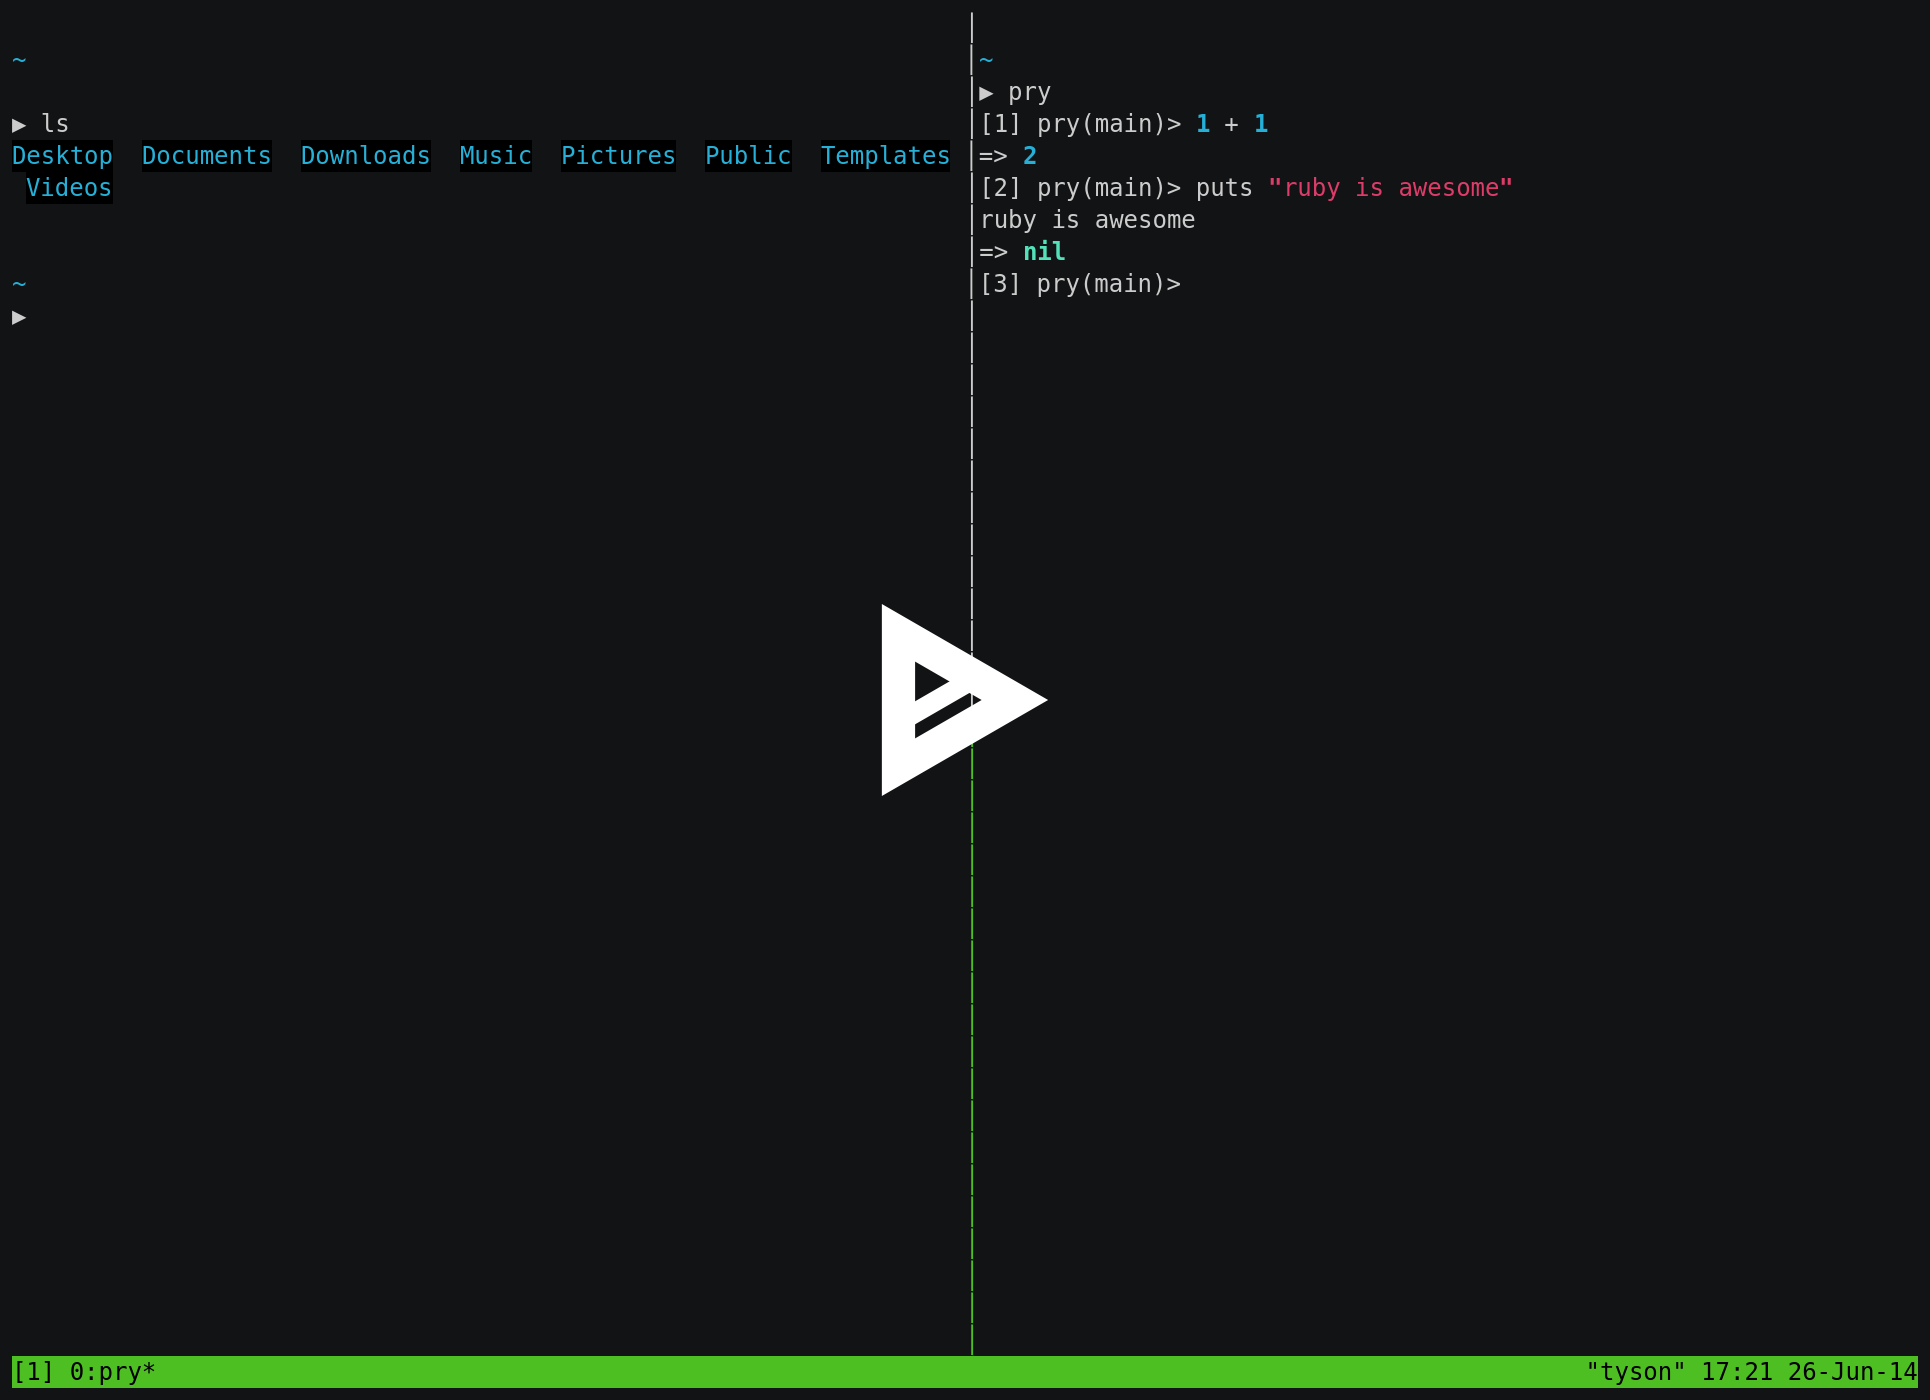 ~
▶ ls
Desktop  Documents  Downloads  Music  Pictures  Public  Templates
 Videos
~
▶
~
▶ pry
[1] pry(main)> 1 + 1
=> 2
[2] pry(main)> puts "ruby is awesome"
ruby is awesome
=> nil
[3] pry(main)>
[1] 0:pry* "tyson" 17:21 26-Jun-14